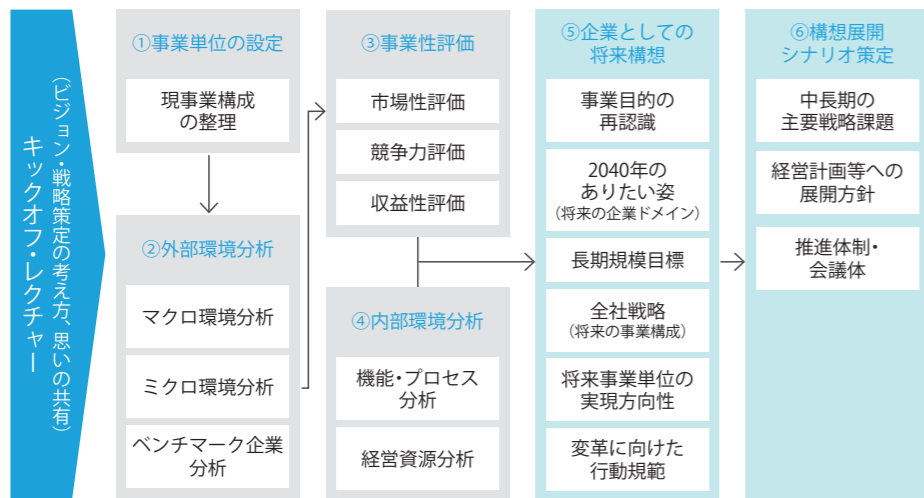 キックオフ・レクチャー
（ビジョン・戦略策定の考え方、思いの共有）
①事業単位の設定
現事業構成
の整理
②外部環境分析
マクロ環境分析
ミクロ環境分析
ベンチマーク企業
分析
③事業性評価
市場性評価
競争力評価
収益性評価
④内部環境分析
機能・プロセス
分析
経営資源分析
⑤企業としての
将来構想
事業目的の
再認識
2040年の
ありたい姿
（将来の企業ドメイン）
長期規模目標
全社戦略
（将来の事業構成）
将来事業単位の
実現方向性
変革に向けた
行動規範
⑥構想展開
シナリオ策定
中長期の
主要戦略課題
経営計画等への
展開方針
推進体制・
会議体